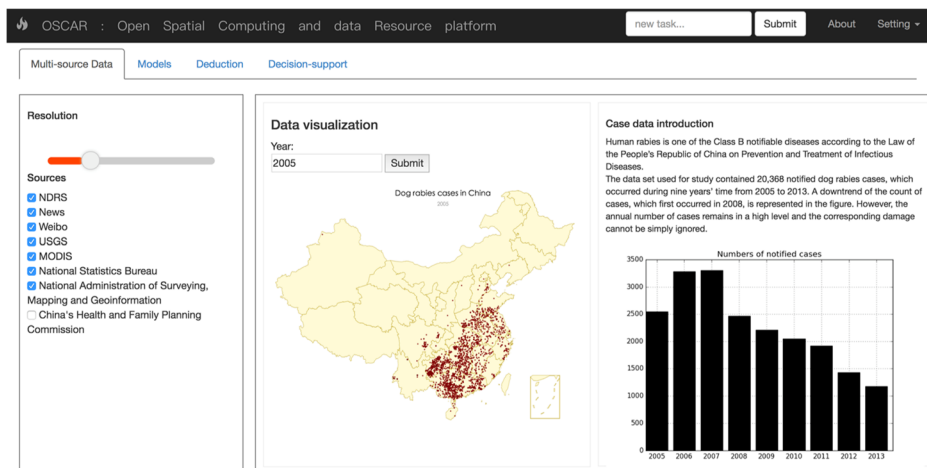 OSCAR : Open Spatial Computing and data Resource platform
new task...
Submit
About
Setting
Multi-source Data
Models
Deduction
Decision-support
Resolution
Sources
NDRS
News
Weibo
USGS
MODIS
National Statistics Bureau
National Administration of Surveying,
Mapping and Geoinformation
China's Health and Family Planning
Commission
Data visualization
Year:
2005
Submit
Dog rabies cases in China
2005
Case data introduction
Human rabies is one of the Class B notifiable diseases according to the Law of
the People's Republic of China on Prevention and Treatment of Infectious
Diseases.
The data set used for study contained 20,368 notified dog rabies cases, which
occurred during nine years' time from 2005 to 2013. A downtrend of the count of
cases, which first occurred in 2008, is represented in the figure. However, the
annual number of cases remains in a high level and the corresponding damage
cannot be simply ignored.
Numbers of notified cases
3500
3000
2500
2000
1500
1000
500
0
2005 2006 2007 2008 2009 2010 2011 2012 2013